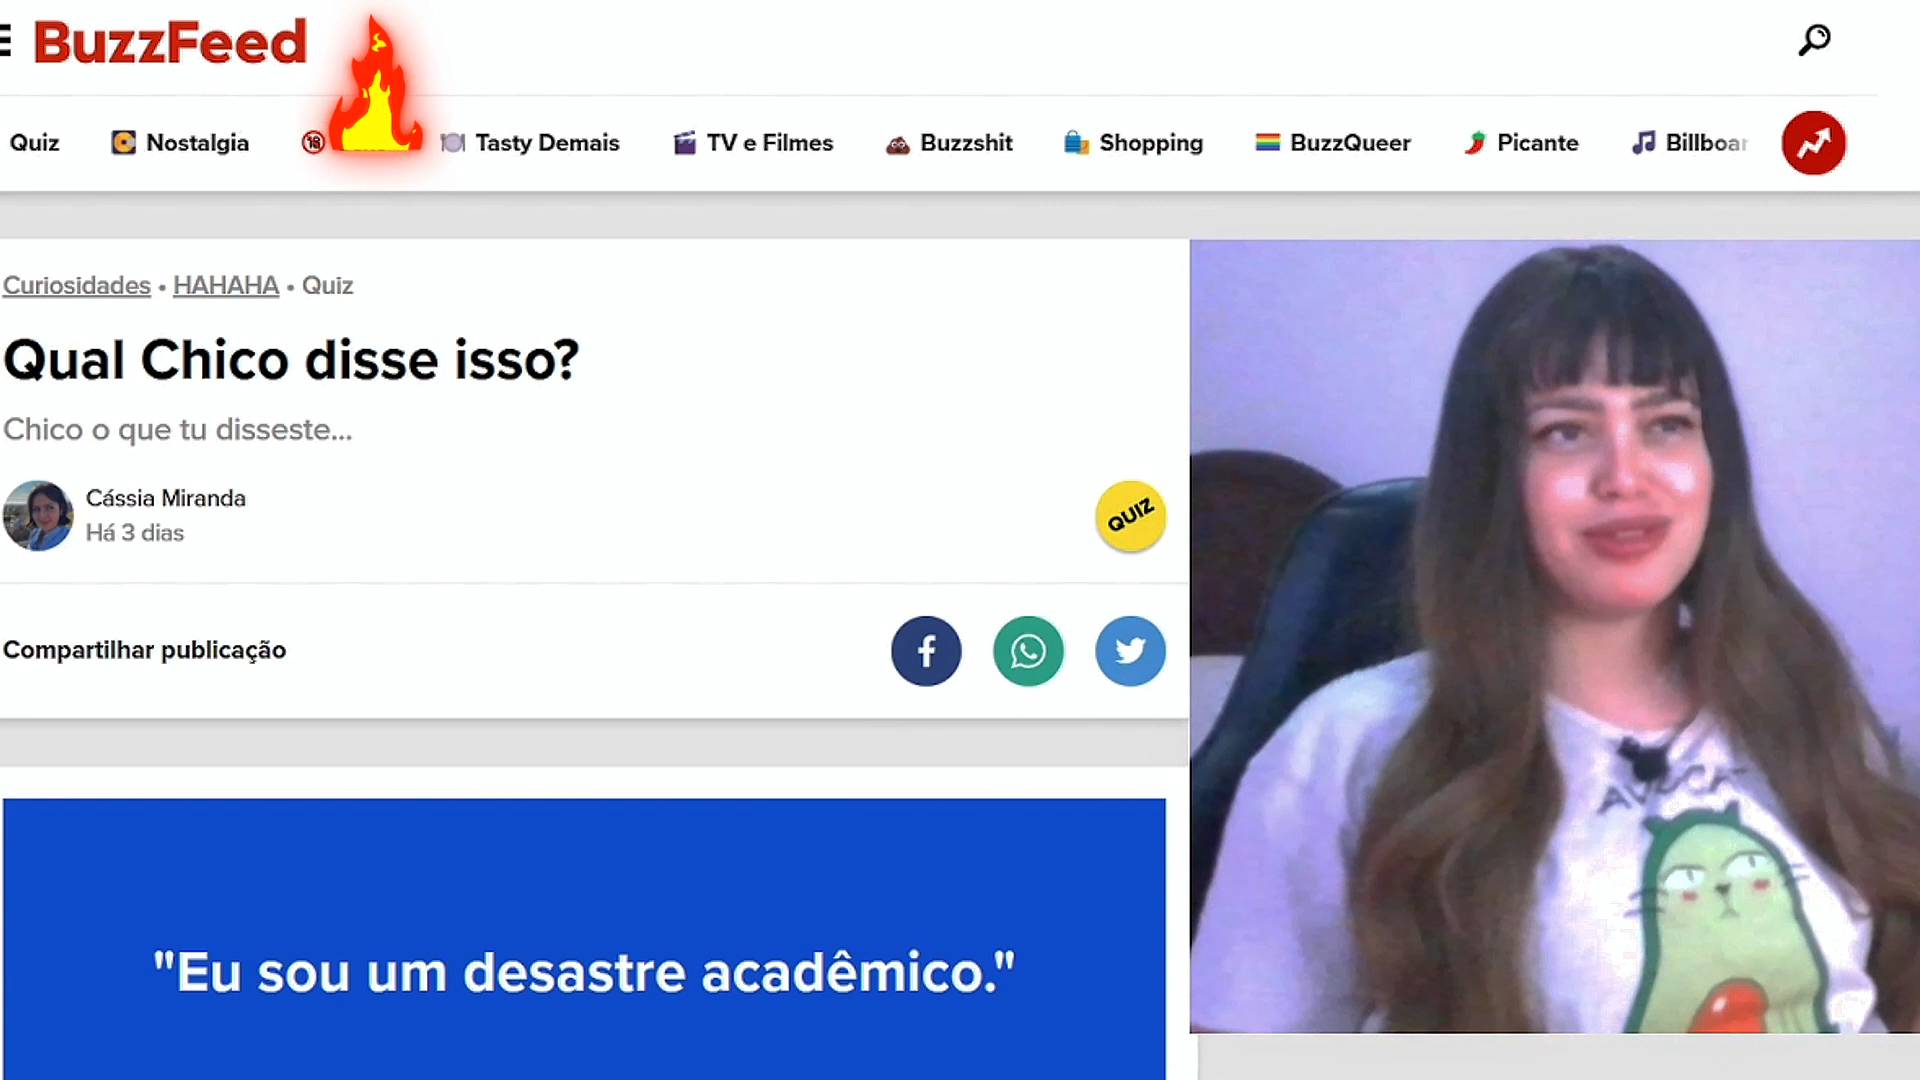 BuzzFeed
Quiz
Nostalgia
18
Tasty Demais
TV e Filmes
Buzzshit
Shopping
BuzzQueer
Picante
Curiosidades • HAHAHA • Quiz
Qual Chico disse isso?
Chico o que tu disseste...
Cássia Miranda
Há 3 dias
QUIZ
Compartilhar publicação
"Eu sou um desastre acadêmico."